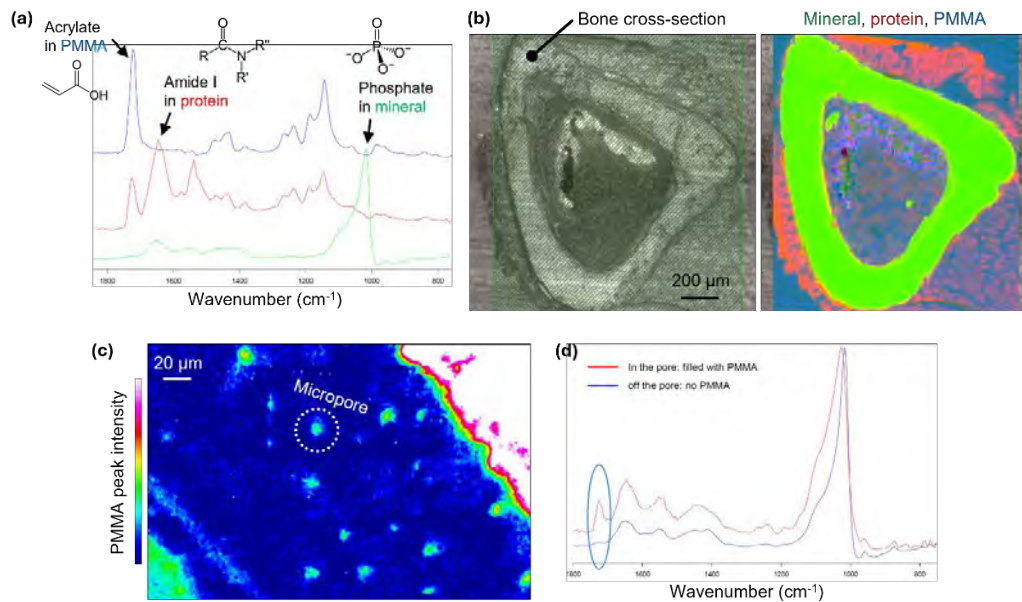 (a)
Acrylate
in PMMA
OH
O
R
N
R"
R'
Amide I
in protein
O
O⁻
P
⁻O
O⁻
Phosphate
in mineral
1800
1600
1400
1200
1000
800
Wavenumber (cm⁻¹)
(b)
Bone cross-section
Mineral, protein, PMMA
200 µm
(c)
20 µm
Micropore
PMMA peak intensity
(d)
In the pore: filled with PMMA
off the pore: no PMMA
1800
1600
1400
1200
1000
800
Wavenumber (cm⁻¹)